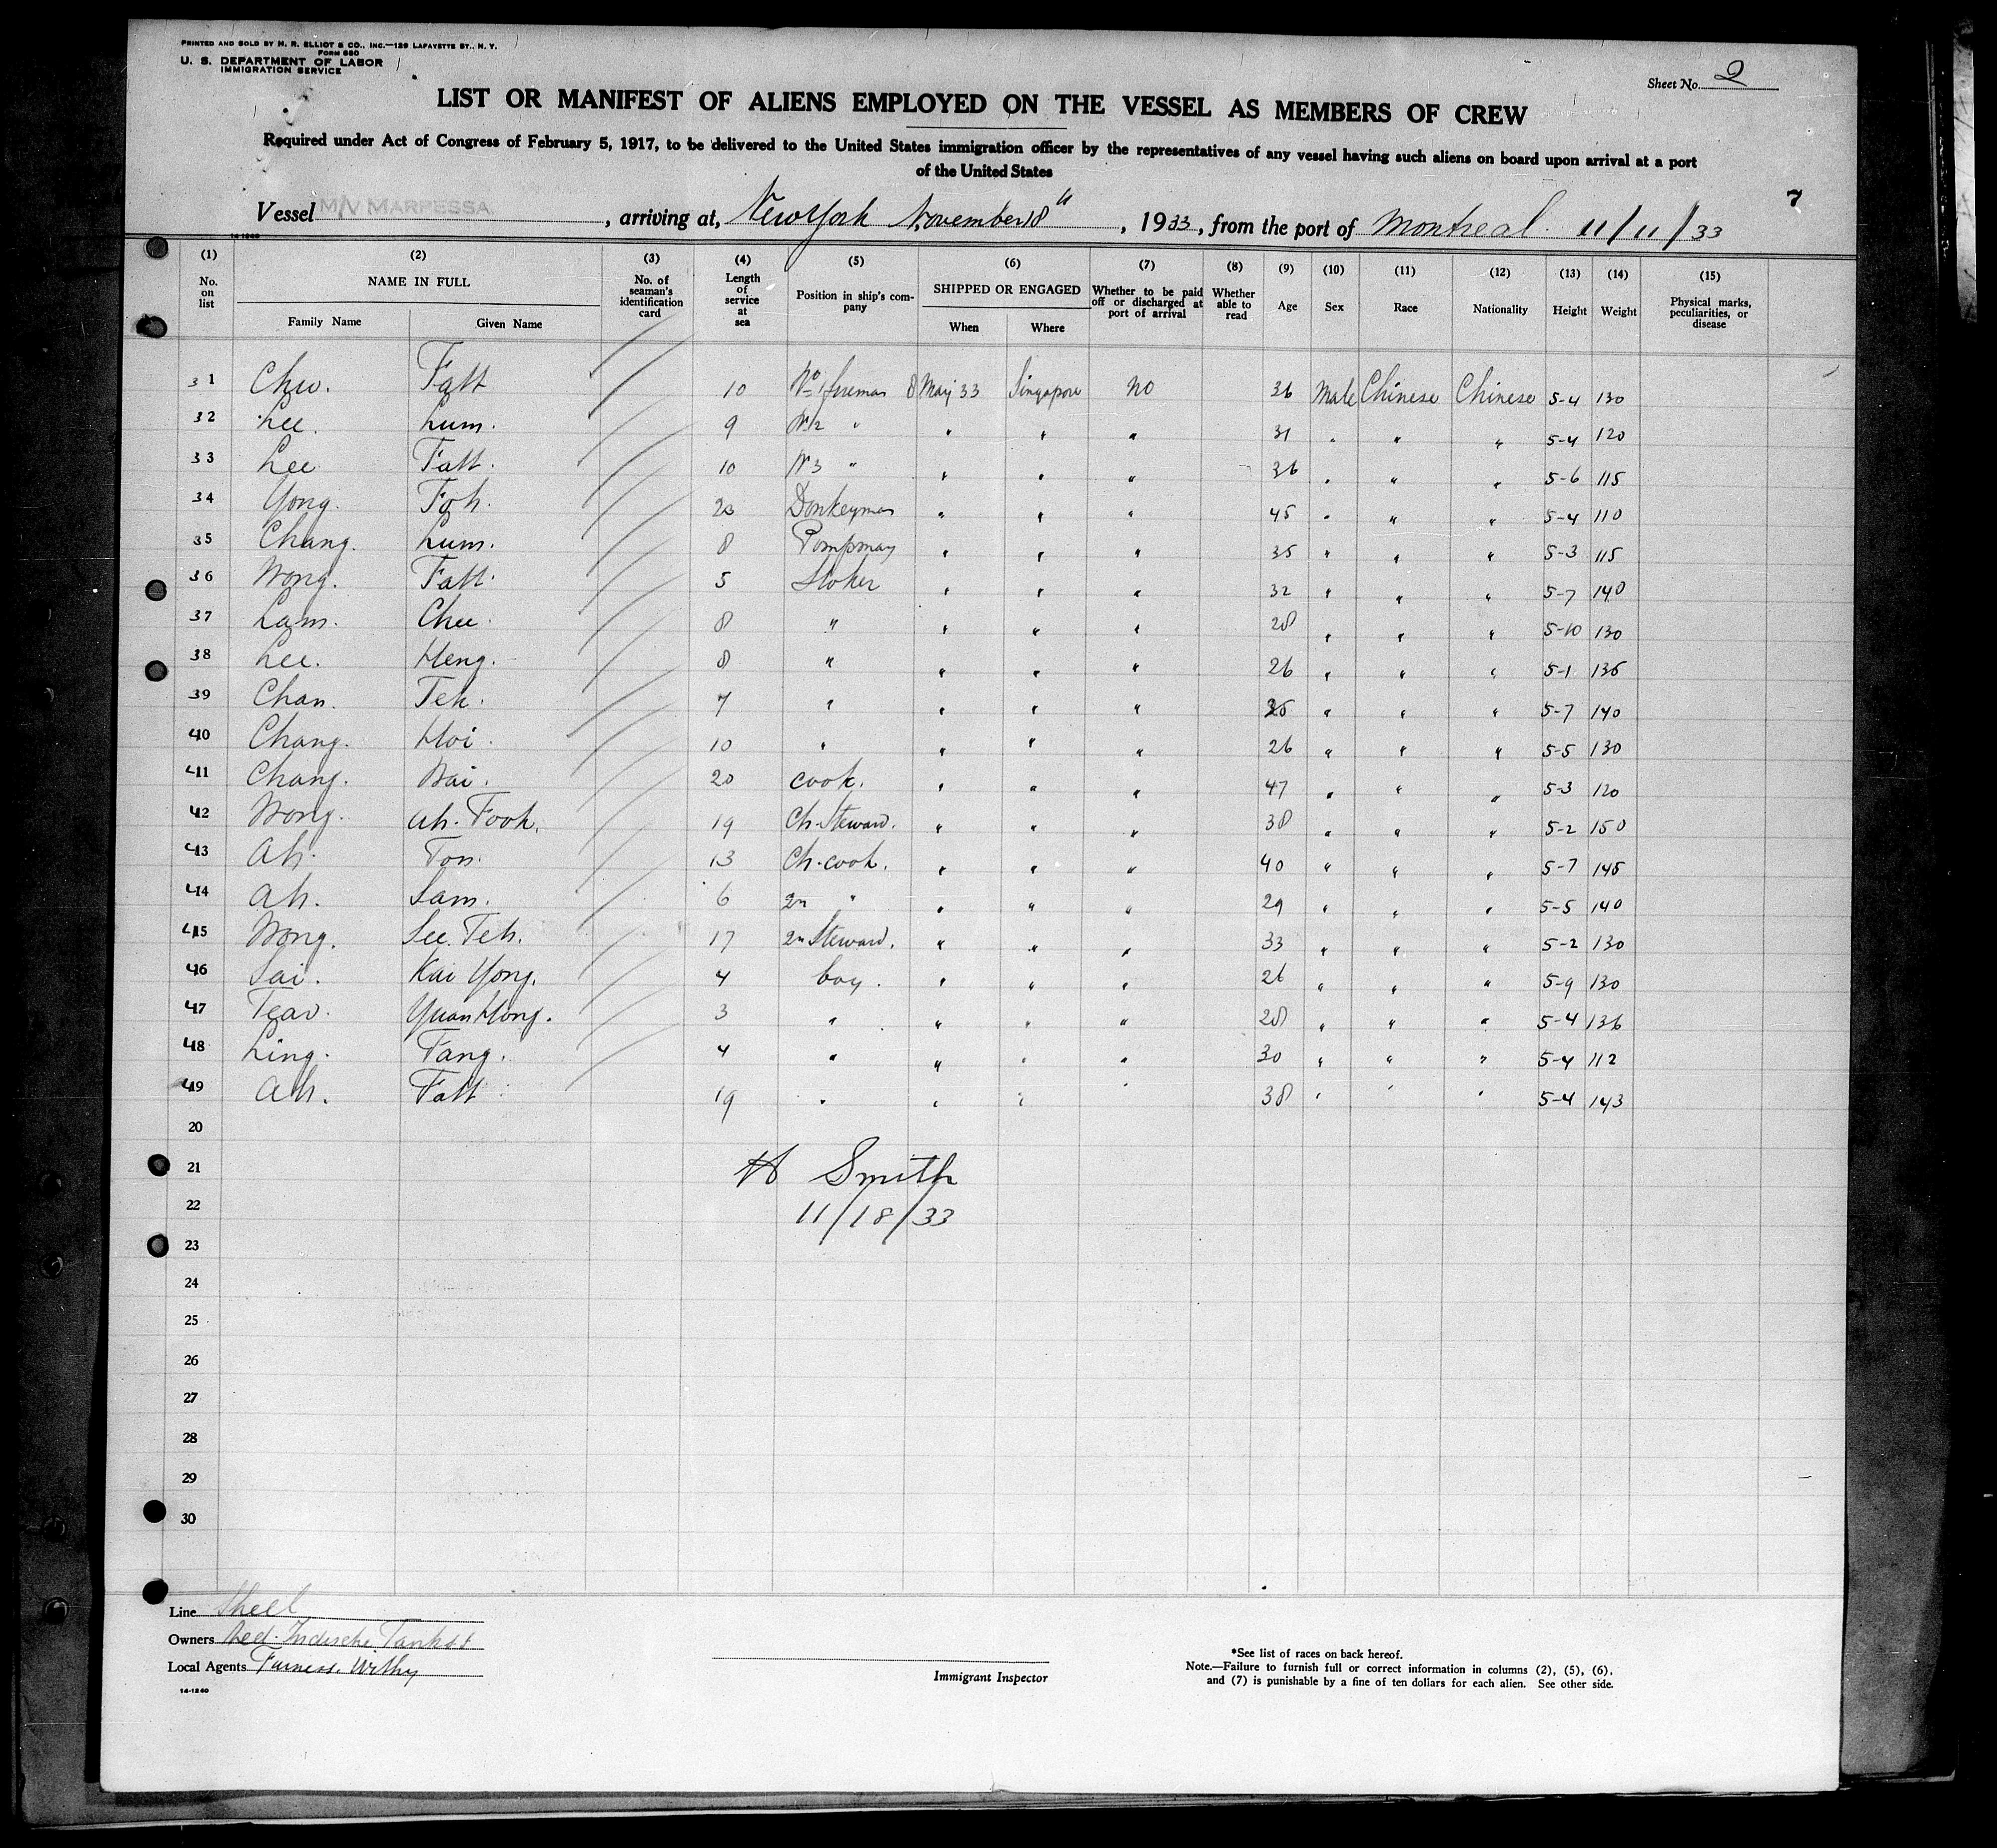 PRINTED AND SOLD BY H. R. ELLIOT & CO., INC.—129 LAFAYETTE ST., N. Y.
FORM 680
U. S. DEPARTMENT OF LABOR
IMMIGRATION SERVICE
Sheet No. 2
LIST OR MANIFEST OF ALIENS EMPLOYED ON THE VESSEL AS MEMBERS OF CREW
Required under Act of Congress of February 5, 1917, to be delivered to the United States immigration officer by the representatives of any vessel having such aliens on board upon arrival at a port
of the United States
7
Vessel M/V MARPESSA, arriving at, New York November 18th, 1933, from the port of Montreal. 11/11/33
14-1240
(1) (2) (3) (4) (5) (6) (7) (8) (9) (10) (11) (12) (13) (14) (15)
No. on list NAME IN FULL Family Name Given Name No. of seaman's identification card Length of service at sea Position in ship's company SHIPPED OR ENGAGED When Where Whether to be paid off or discharged at port of arrival Whether able to read Age Sex Race Nationality Height Weight Physical marks, peculiarities, or disease
31 Chu. Fatt 10 No 1 fireman 8 May 33 Singapore no 36 Male Chinese Chinese 5-4 130
32 Lee. Lum. 9 No 2 " " " " 31 " " " 5-4 120
33 Lee Fatt. 10 No 3 " " " " 36 " " " 5-6 115
34 Yong. Foh. Donkeyman " " " 45 " " " 5-4 110
35 Chang. Lum. 8 Pompman " " " 35 " " " 5-3 115
36 Wong. Fatt. 5 Stoker " " " 32 " " " 5-7 140
37 Lam. Chee. 8 " " " " 28 " " " 5-10 130
38 Lee. Heng. 8 " " " " 26 " " " 5-1 136
39 Chan. Tek. 7 " " " " " " " 5-7 140
40 Chang. Hoi. 10 " " " " 26 " " " 5-5 130
41 Chang. Wai. 20 cook. " " " 47 " " " 5-3 120
42 Wong. ah. Fook. 19 Ch. Steward. " " " 38 " " " 5-2 150
43 Ah. Ton. 13 Ch. cook. " " " 40 " " " 5-7 145
44 Ah. Sam. 6 2n " " " " 29 " " " 5-5 140
45 Wong. See Teh. 17 2n Steward. " " " 33 " " " 5-2 130
46 Sai. Kai Yong. 4 boy. " " " 26 " " " 5-9 130
47 Yuan Hong. 3 " " " " 28 " " " 5-4 136
48 Ling. Fang. 4 " " " " 30 " " " 5-4 112
49 Ah. Fatt 19 " " " " 38 " " " 5-4 143
20
21 H Smith
22 11/18/33
23
24
25
26
27
28
29
30
Line Shell
Owners Ned. Indische Tankst
Local Agents Furness. Withy
14-1240
Immigrant Inspector
*See list of races on back hereof.
Note.—Failure to furnish full or correct information in columns (2), (5), (6),
and (7) is punishable by a fine of ten dollars for each alien. See other side.